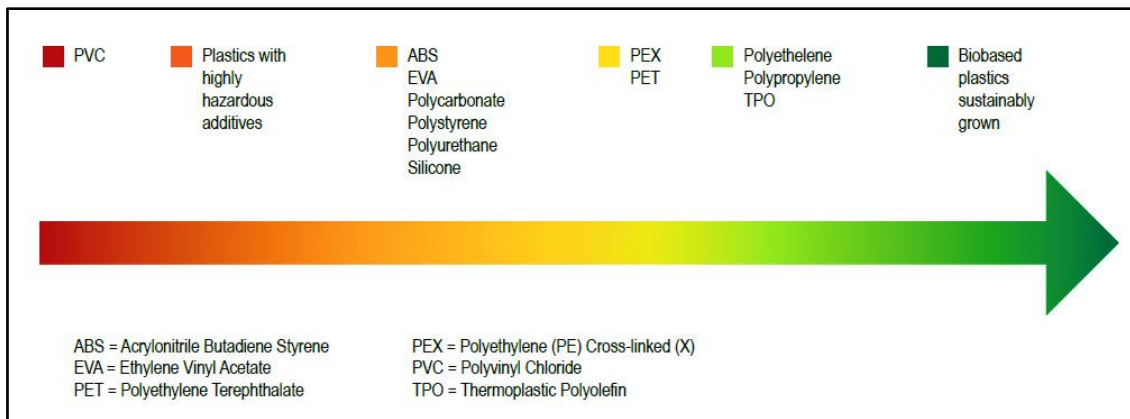 PVC
Plastics with
highly
hazardous
additives
ABS
EVA
Polycarbonate
Polystyrene
Polyurethane
Silicone
PEX
PET
Polyethelene
Polypropylene
TPO
Biobased
plastics
sustainably
grown
ABS = Acrylonitrile Butadiene Styrene
EVA = Ethylene Vinyl Acetate
PET = Polyethylene Terephthalate
PEX = Polyethylene (PE) Cross-linked (X)
PVC = Polyvinyl Chloride
TPO = Thermoplastic Polyolefin